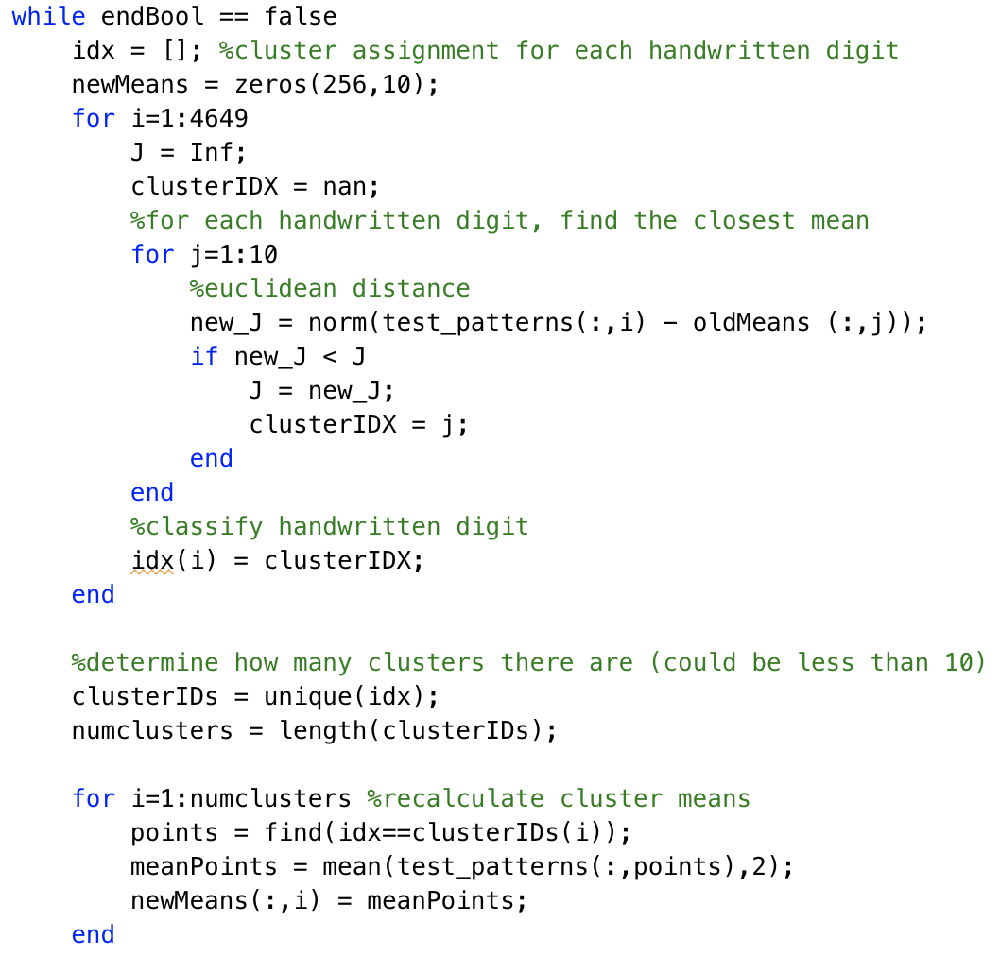 while endBool == false
    idx = []; %cluster assignment for each handwritten digit
    newMeans = zeros(256,10);
    for i=1:4649
        J = Inf;
        clusterIDX = nan;
        %for each handwritten digit, find the closest mean
        for j=1:10
            %euclidean distance
            new_J = norm(test_patterns(:,i) - oldMeans (:,j));
            if new_J < J
                J = new_J;
                clusterIDX = j;
            end
        end
        %classify handwritten digit
        idx(i) = clusterIDX;
    end

    %determine how many clusters there are (could be less than 10)
    clusterIDs = unique(idx);
    numclusters = length(clusterIDs);

    for i=1:numclusters %recalculate cluster means
        points = find(idx==clusterIDs(i));
        meanPoints = mean(test_patterns(:,points),2);
        newMeans(:,i) = meanPoints;
    end